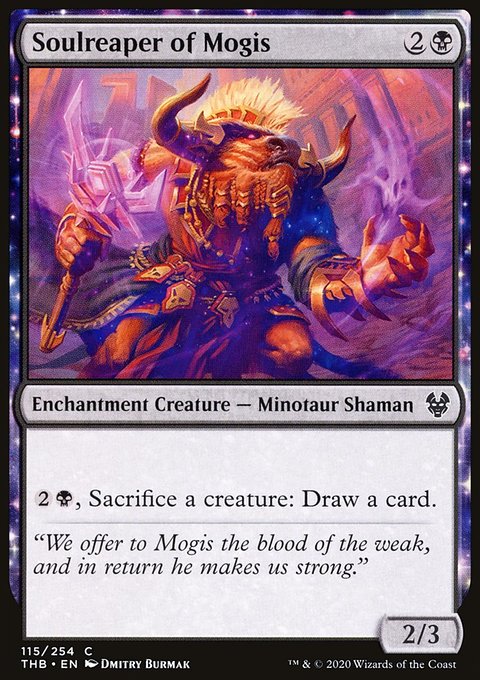 Soulreaper of Mogis 2
Enchantment Creature — Minotaur Shaman
2, Sacrifice a creature: Draw a card.
“We offer to Mogis the blood of the weak,
and in return he makes us strong.”
2/3
115/254 C
THB • EN Dmitry Burmak
™ & © 2020 Wizards of the Coast